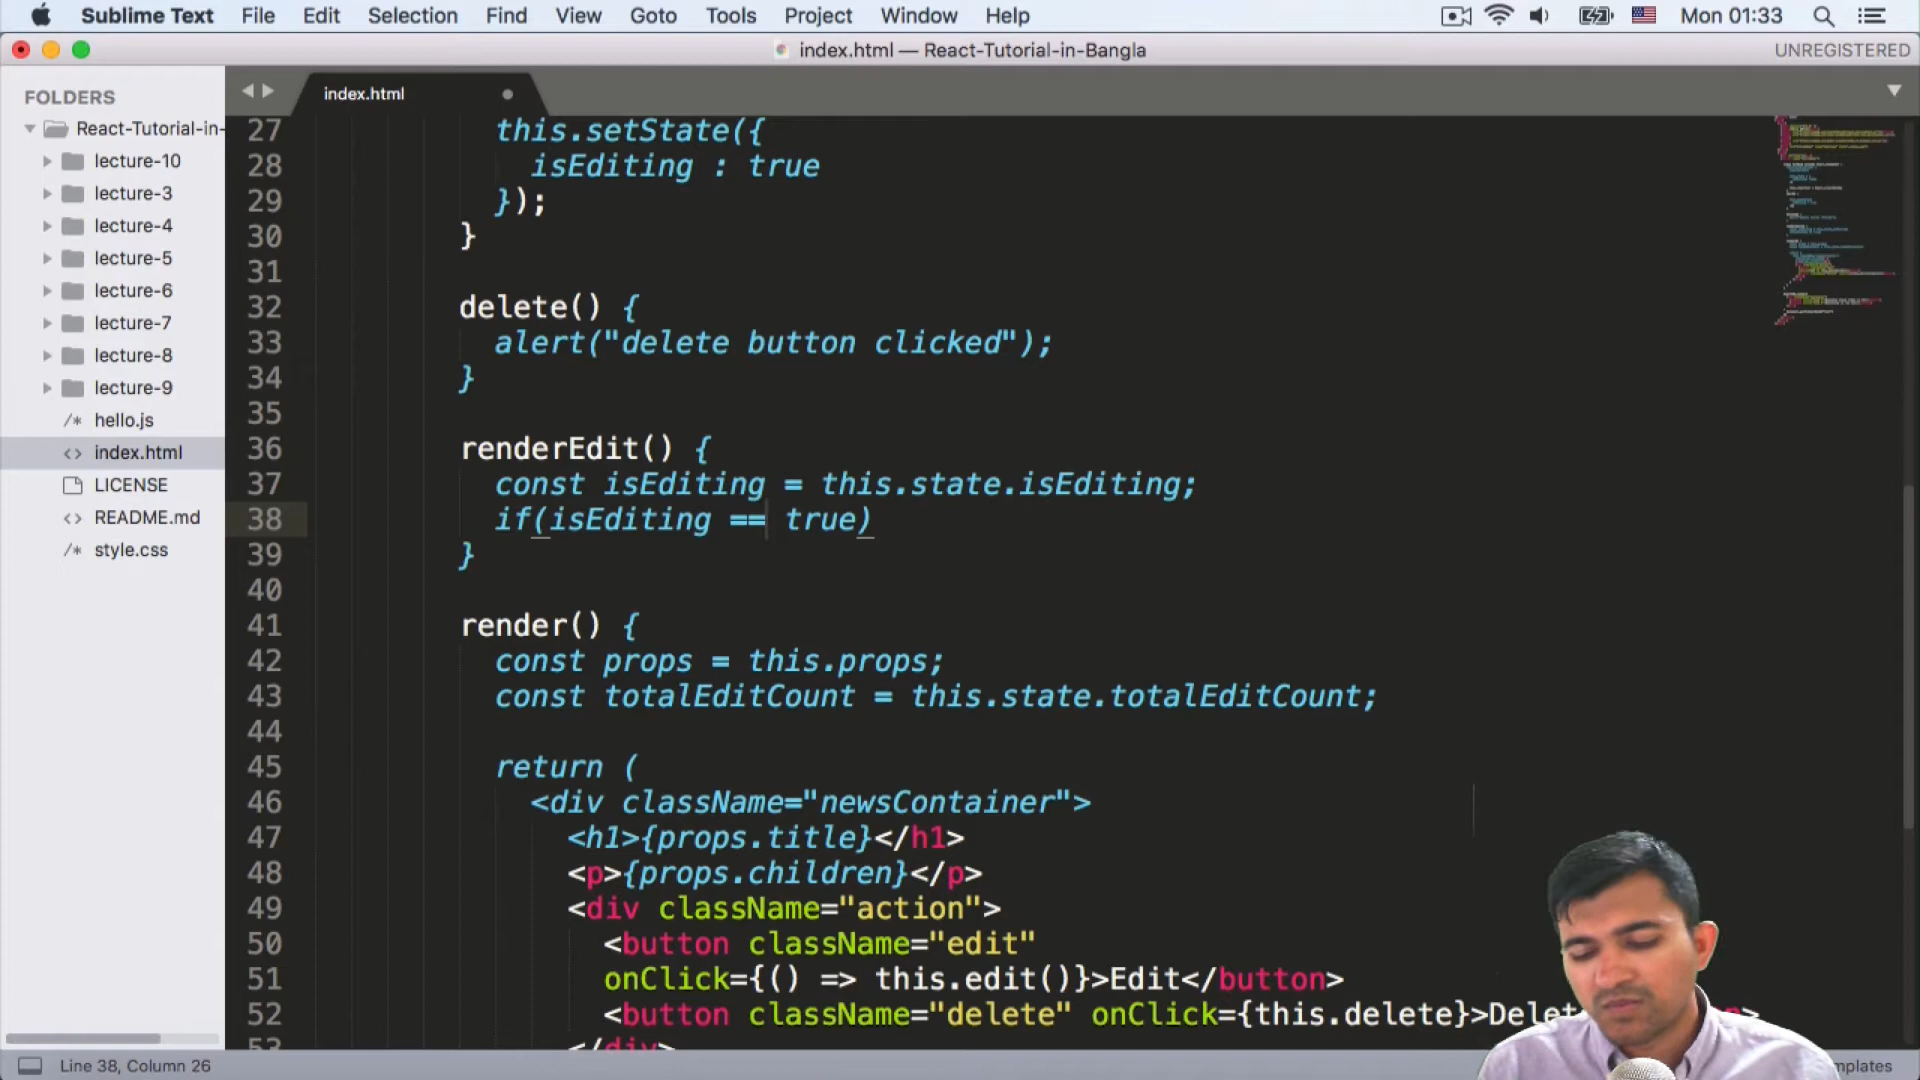 Sublime Text File Edit Selection Find View Goto Tools Project Window Help Mon 01:33
index.html — React-Tutorial-in-Bangla UNREGISTERED
FOLDERS
React-Tutorial-in-
lecture-10
lecture-3
lecture-4
lecture-5
lecture-6
lecture-7
lecture-8
lecture-9
/* hello.js
<> index.html
LICENSE
<> README.md
/* style.css
index.html
27 this.setState({
28 isEditing : true
29 });
30 }
31
32 delete() {
33 alert("delete button clicked");
34 }
35
36 renderEdit() {
37 const isEditing = this.state.isEditing;
38 if(isEditing == true)
39 }
40
41 render() {
42 const props = this.props;
43 const totalEditCount = this.state.totalEditCount;
44
45 return (
46 <div className="newsContainer">
47 <h1>{props.title}</h1>
48 <p>{props.children}</p>
49 <div className="action">
50 <button className="edit"
51 onClick={() => this.edit()}>Edit</button>
52 <button className="delete" onClick={this.delete}>Delet
53 </div>
Line 38, Column 26
mplates